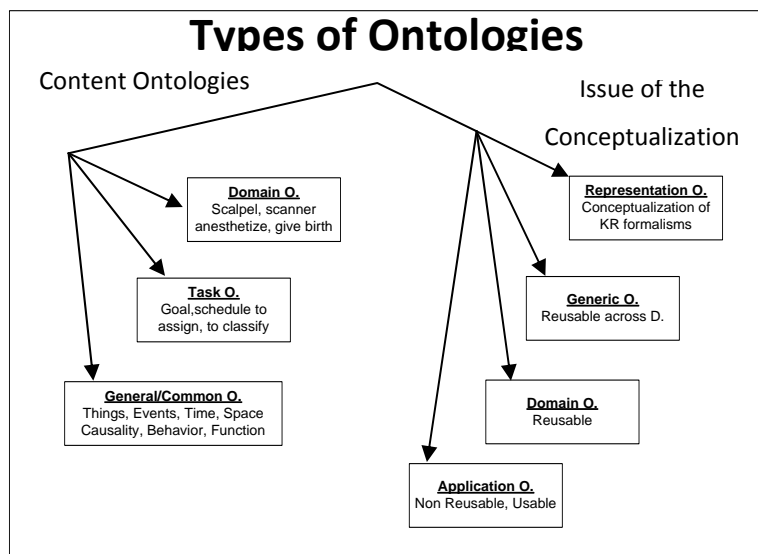 Types of Ontologies
Content Ontologies
Issue of the
Conceptualization
Domain O.
Scalpel, scanner
anesthetize, give birth
Task O.
Goal,schedule to
assign, to classify
General/Common O.
Things, Events, Time, Space
Causality, Behavior, Function
Representation O.
Conceptualization of
KR formalisms
Generic O.
Reusable across D.
Domain O.
Reusable
Application O.
Non Reusable, Usable